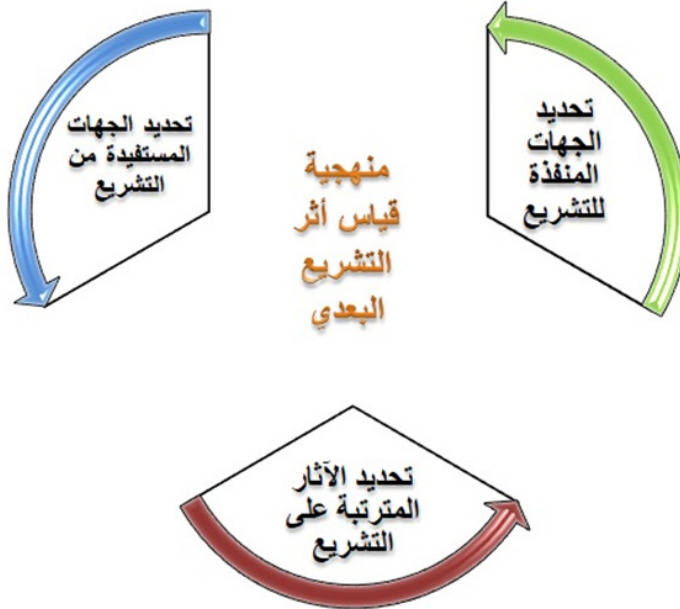 تحديد
الجهات
المنفذة
للتشريع
منهجية
قياس أثر
التشريع
البعدي
تحديد الجهات
المستفيدة من
التشريع
تحديد الآثار
المترتبة على
التشريع